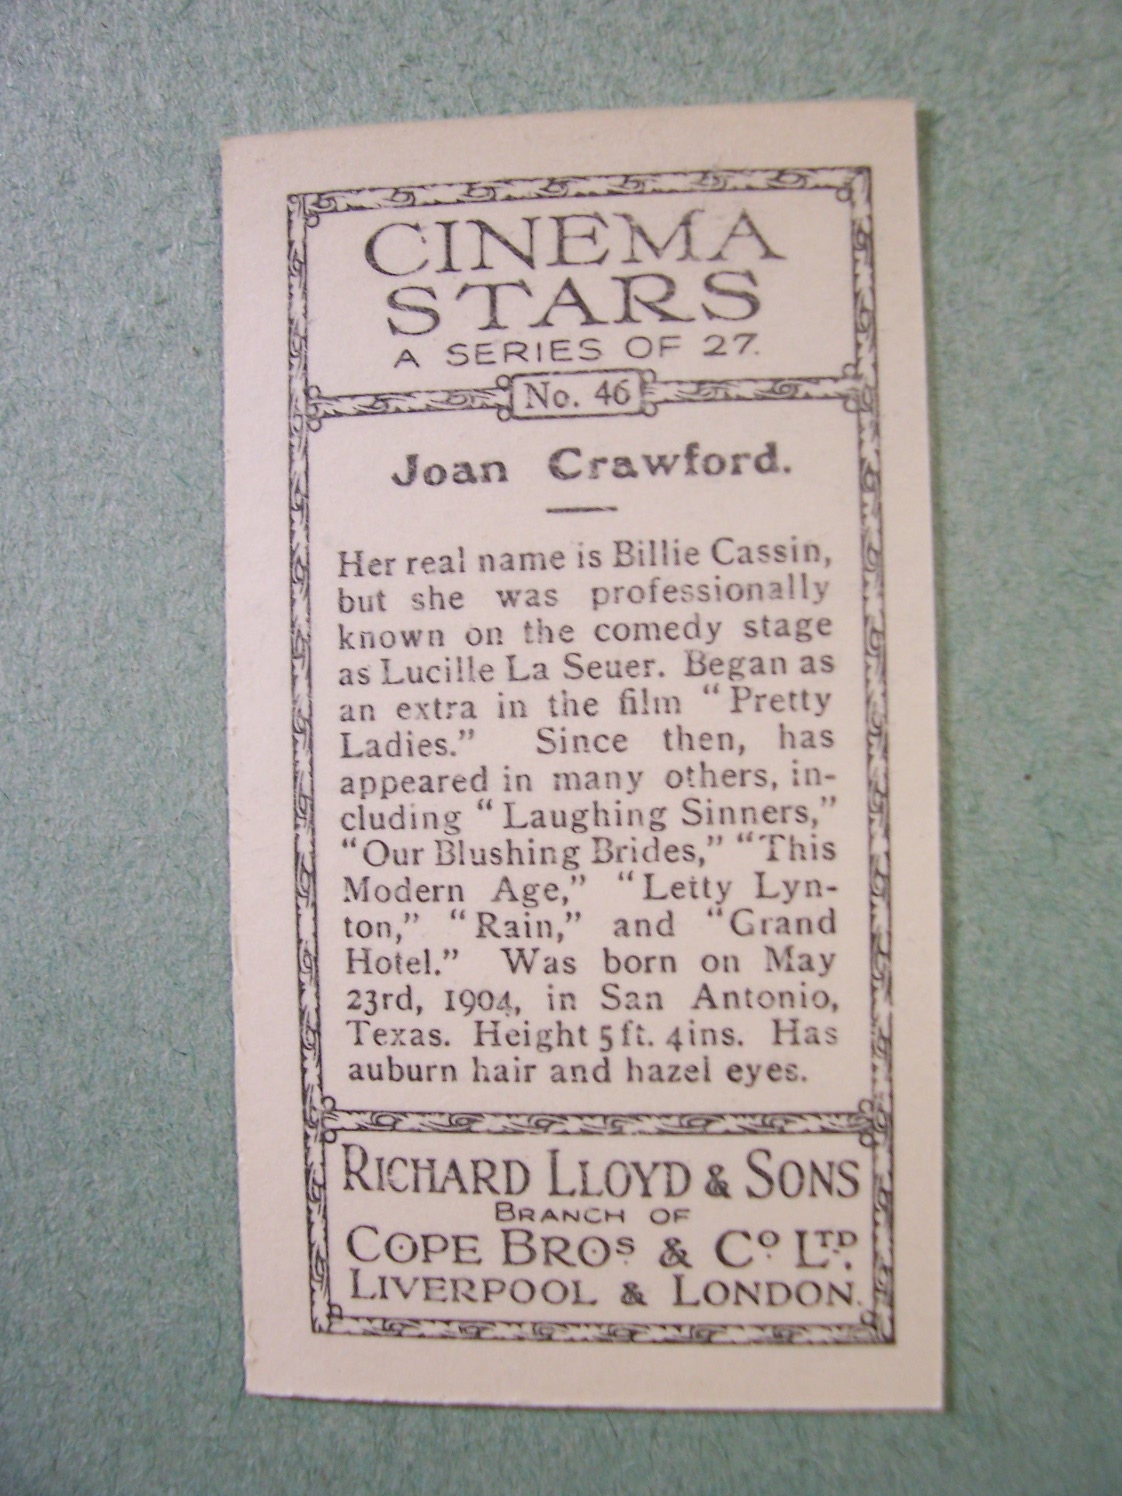 CINEMA
STARS
A SERIES OF 27.
No. 46
Joan Crawford.
Her real name is Billie Cassin,
but she was professionally
known on the comedy stage
as Lucille La Seuer. Began as
an extra in the film “Pretty
Ladies.” Since then, has
appeared in many others, in-
cluding “Laughing Sinners,”
“Our Blushing Brides,” “This
Modern Age,” “Letty Lyn-
ton,” “Rain,” and “Grand
Hotel.” Was born on May
23rd, 1904, in San Antonio,
Texas. Height 5 ft. 4ins. Has
auburn hair and hazel eyes.
RICHARD LLOYD & SONS
BRANCH OF
COPE BROS & CO LTD.
LIVERPOOL & LONDON.